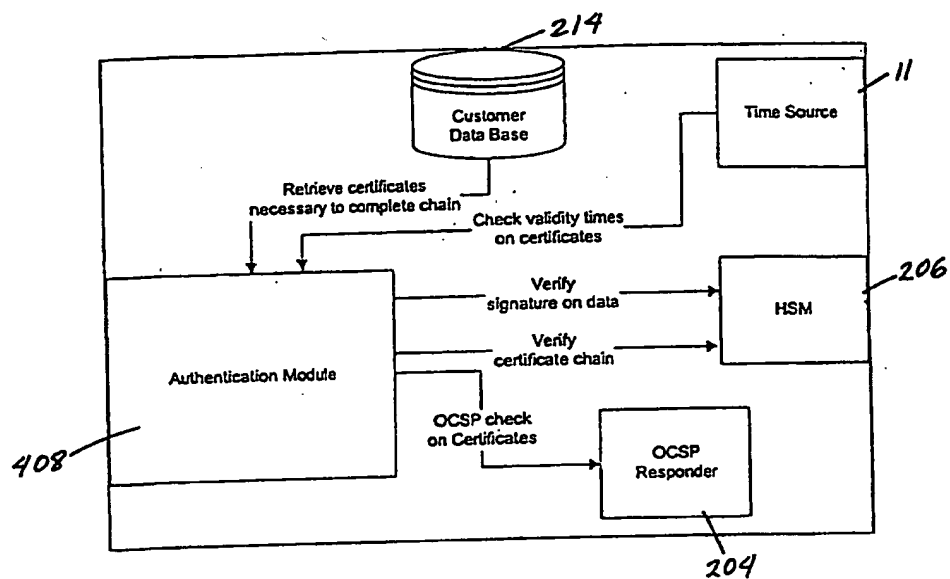 214
11
Customer
Data Base
Time Source
Retrieve certificates
necessary to complete chain
Check validity times
on certificates
206
Verify
signature on data
HSM
Verify
certificate chain
Authentication Module
OCSP check
on Certificates
408
OCSP
Responder
204